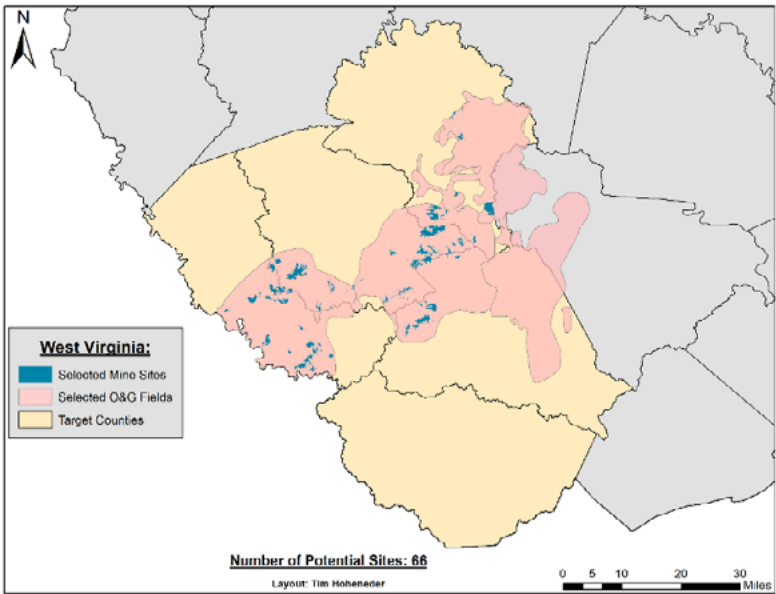 N
West Virginia:
Selected Mine Sites
Selected O&G Fields
Target Counties
Number of Potential Sites: 66
Layout: Tim Hoheneder
0 5 10 20 30
Miles